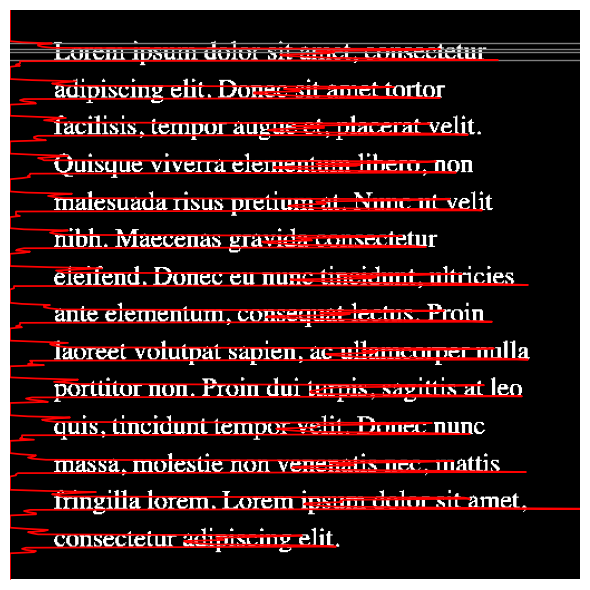 Lorem ipsum dolor sit amet, consectetur
adipiscing elit. Donec sit amet tortor
facilisis, tempor augue et, placerat velit.
Quisque viverra elementum libero, non
malesuada risus pretium at. Nunc ut velit
nibh. Maecenas gravida consectetur
eleifend. Donec eu nunc tincidunt, ultricies
ante elementum, consequat lectus. Proin
laoreet volutpat sapien, ac ullamcorper nulla
porttitor non. Proin dui turpis, sagittis at leo
quis, tincidunt tempor velit. Donec nunc
massa, molestie non venenatis nec, mattis
fringilla lorem. Lorem ipsum dolor sit amet,
consectetur adipiscing elit.